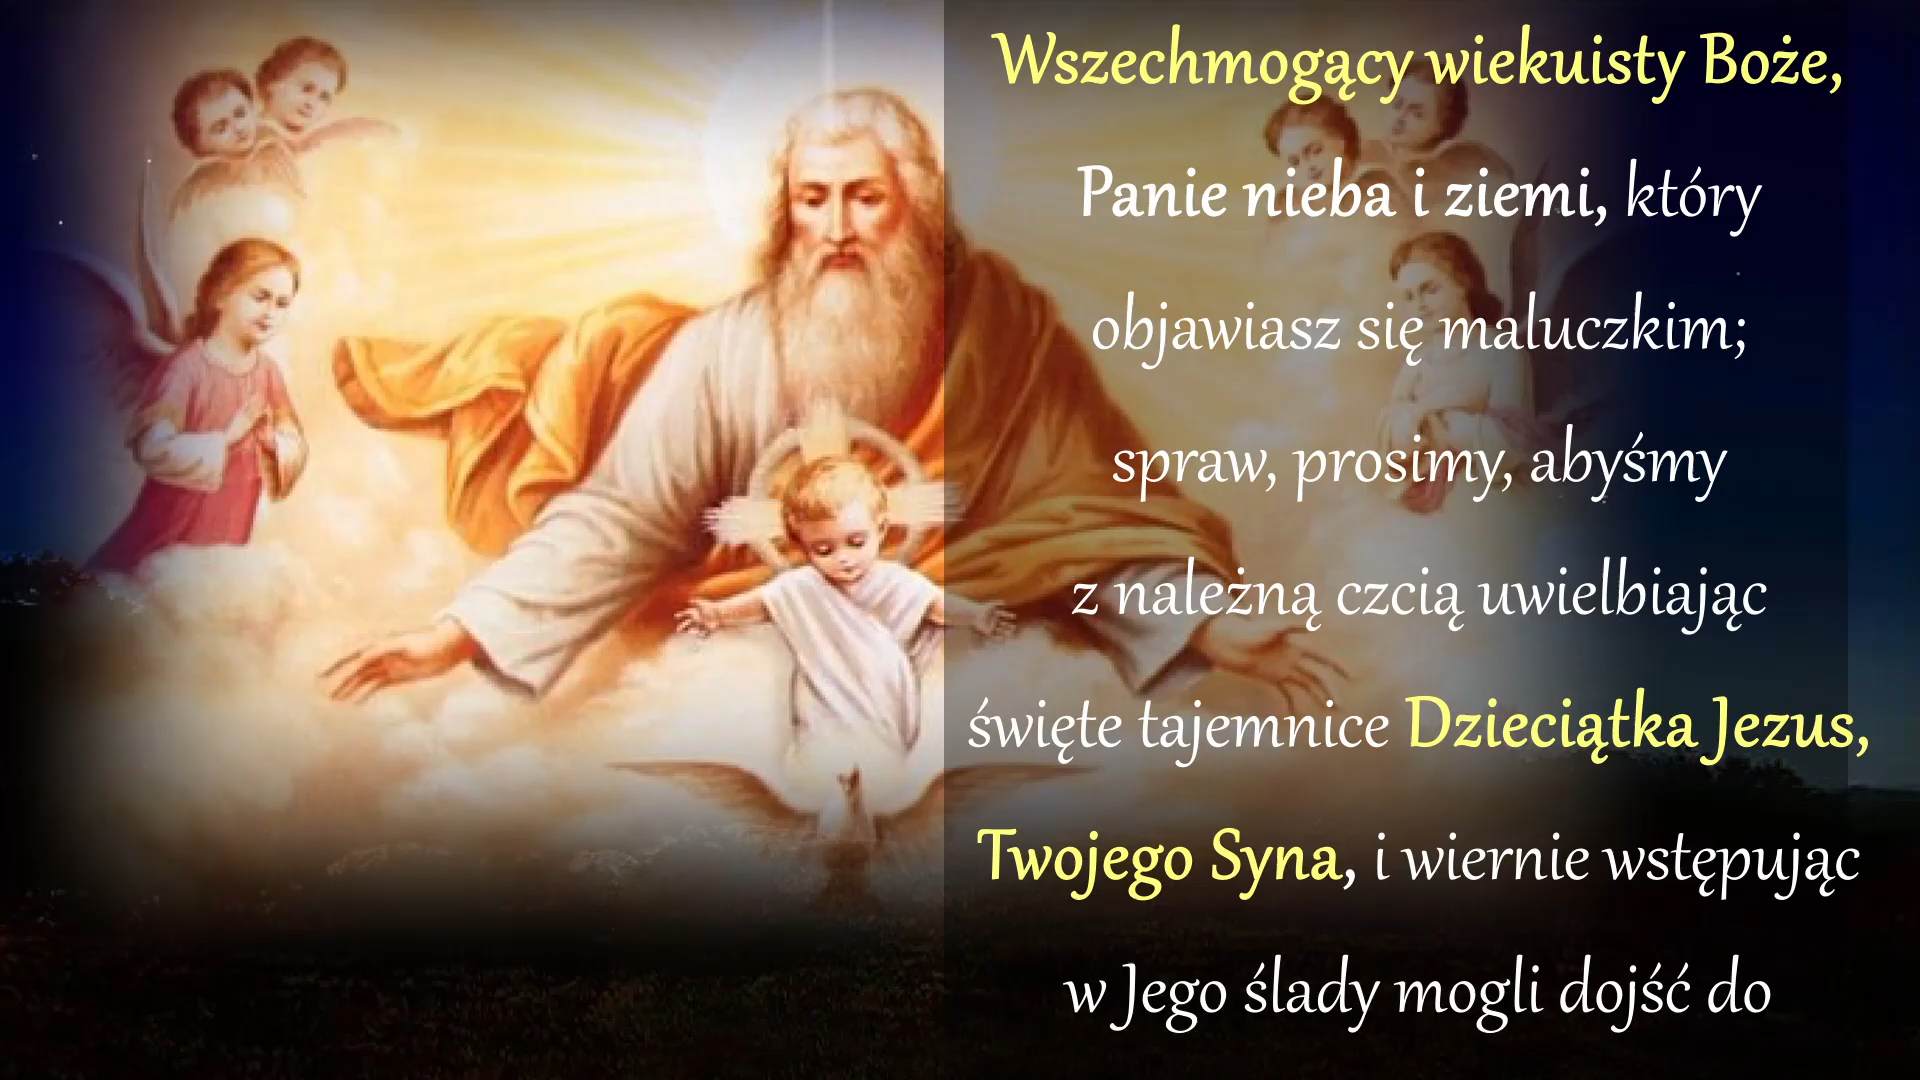 Wszechmogący wiekuisty Boże,
Panie nieba i ziemi, który
objawiasz się maluczkim;
spraw, prosimy, abyśmy
z należną czcią uwielbiając
święte tajemnice Dzieciątka Jezus,
Twojego Syna, i wiernie wstępując
w Jego ślady mogli dojść do